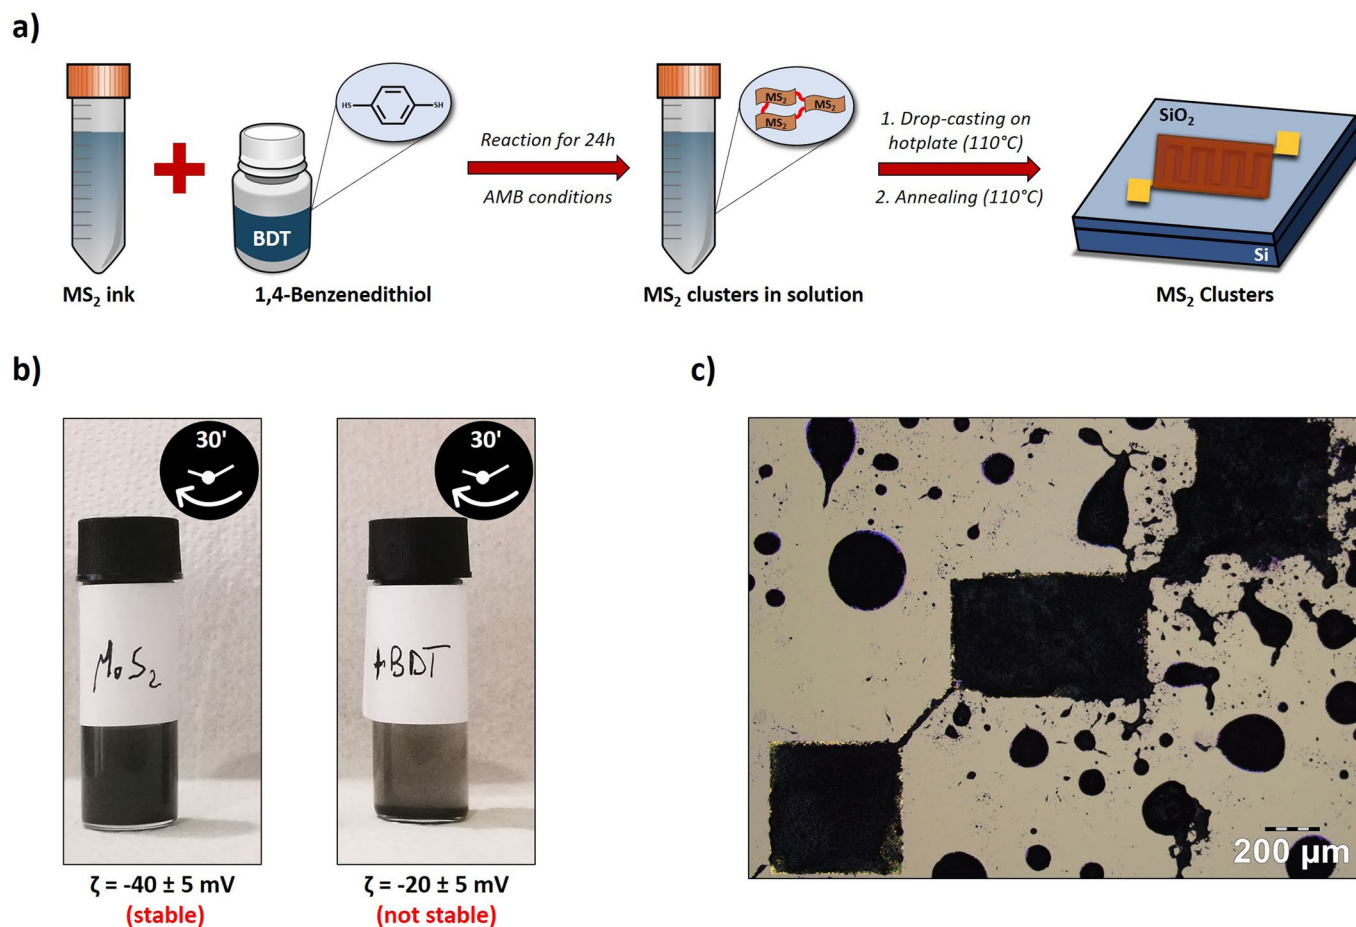 a)
HS
SH
BDT
MS₂ ink
1,4-Benzenedithiol
Reaction for 24h
AMB conditions
MS₂
MS₂
MS₂
MS₂ clusters in solution
1. Drop-casting on
hotplate (110°C)
2. Annealing (110°C)
SiO₂
Si
MS₂ Clusters
b)
30'
MoS₂
ζ = -40 ± 5 mV
(stable)
30'
+BDT
ζ = -20 ± 5 mV
(not stable)
c)
200 µm